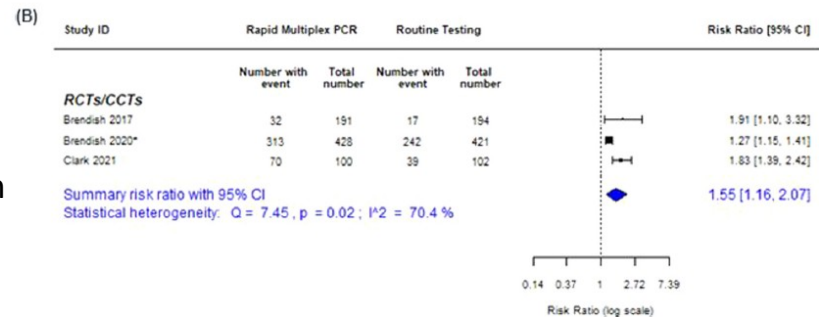 (B)
Study ID Rapid Multiplex PCR Routine Testing Risk Ratio [95% CI]
Number with event Total number Number with event Total number
RCTs/CCTs
Brendish 2017 32 191 17 194 1.91 [1.10, 3.32]
Brendish 2020* 313 428 242 421 1.27 [1.15, 1.41]
Clark 2021 70 100 39 102 1.83 [1.39, 2.42]
Summary risk ratio with 95% CI 1.55 [1.16, 2.07]
Statistical heterogeneity: Q = 7.45 , p = 0.02 ; I^2 = 70.4 %
0.14 0.37 1 2.72 7.39
Risk Ratio (log scale)